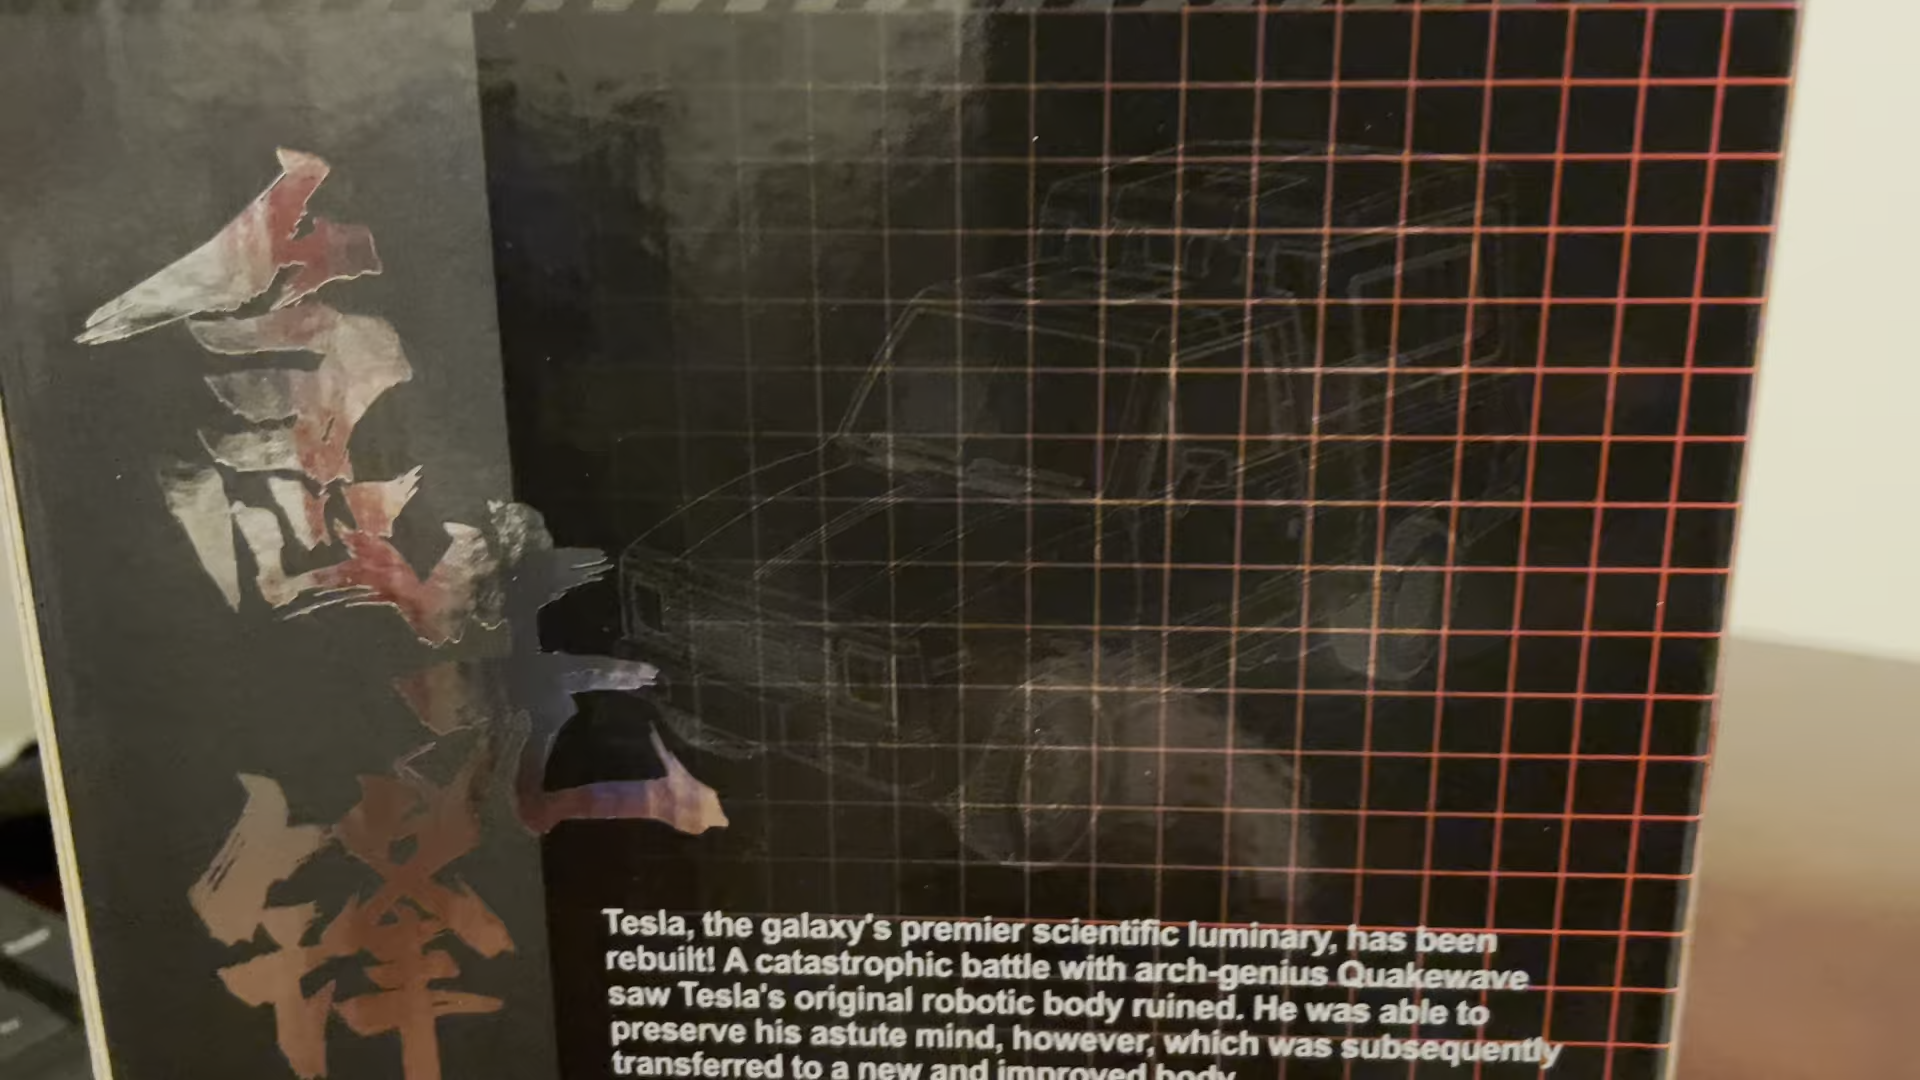 Tesla, the galaxy's premier scientific luminary, has been
rebuilt! A catastrophic battle with arch-genius Quakewave
saw Tesla's original robotic body ruined. He was able to
preserve his astute mind, however, which was subsequently
transferred to a new and improved body.